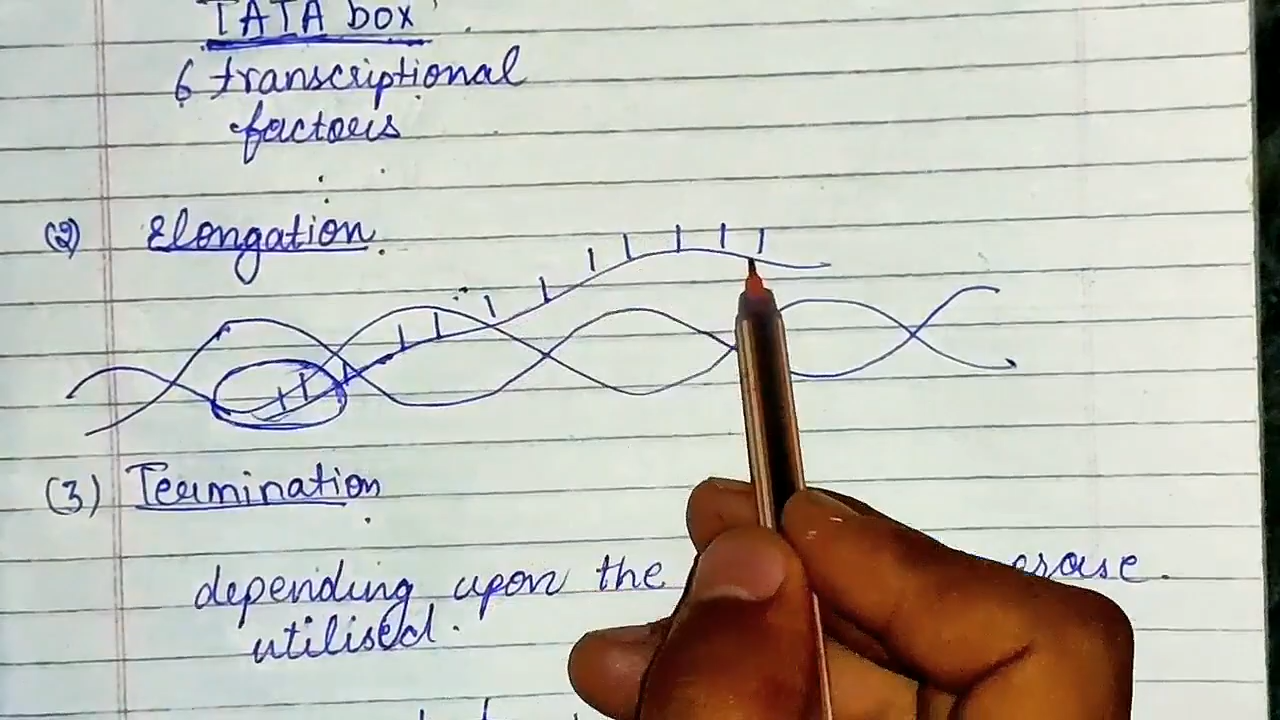 TATA box
6 transcriptional
factors
(2) Elongation.
(3) Termination
depending upon the
utilised.